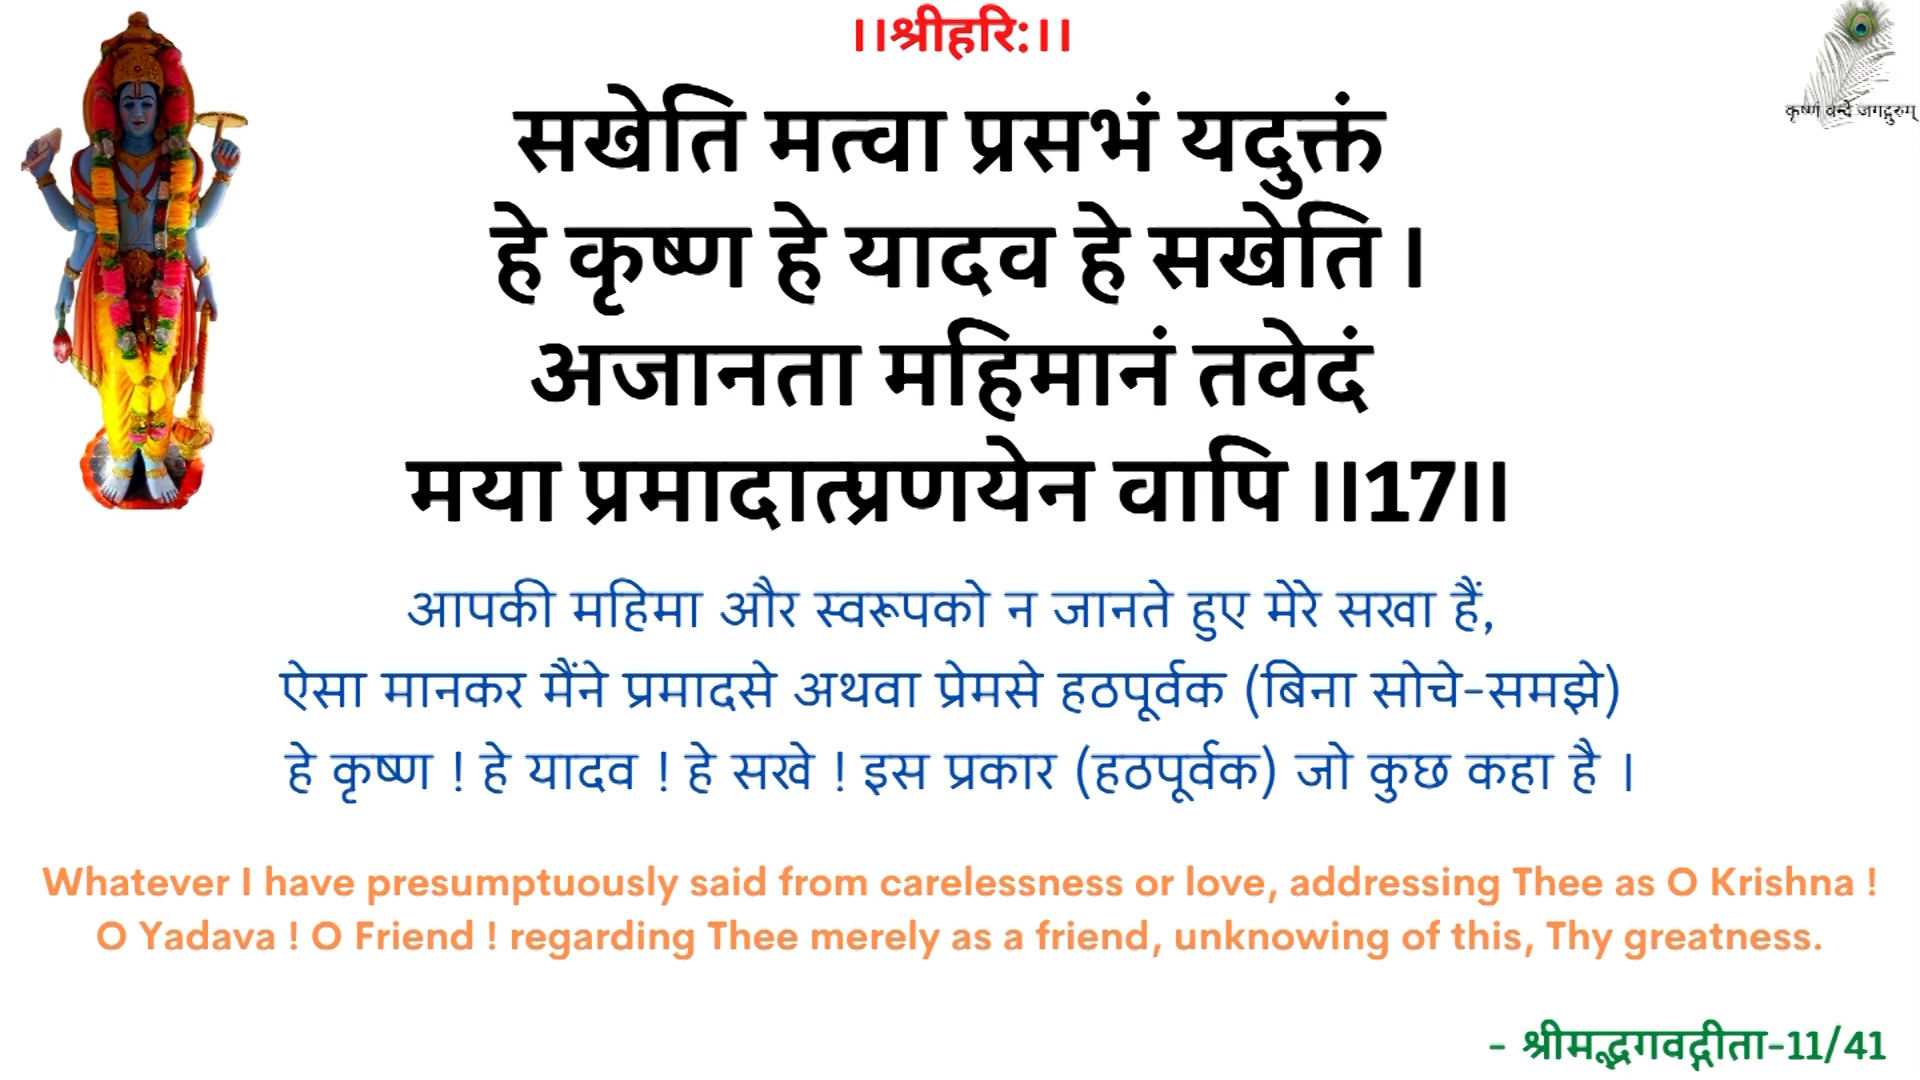 ।।श्रीहरि:।।
कृष्णं वन्दे जगद्गुरुम्
सखेति मत्वा प्रसभं यदुक्तं
हे कृष्ण हे यादव हे सखेति ।
अजानता महिमानं तवेदं
मया प्रमादात्प्रणयेन वापि ।।17।।
आपकी महिमा और स्वरूपको न जानते हुए मेरे सखा हैं,
ऐसा मानकर मैंने प्रमादसे अथवा प्रेमसे हठपूर्वक (बिना सोचे-समझे)
हे कृष्ण ! हे यादव ! हे सखे ! इस प्रकार (हठपूर्वक) जो कुछ कहा है ।
Whatever I have presumptuously said from carelessness or love, addressing Thee as O Krishna !
O Yadava ! O Friend ! regarding Thee merely as a friend, unknowing of this, Thy greatness.
- श्रीमद्भगवद्गीता-11/41